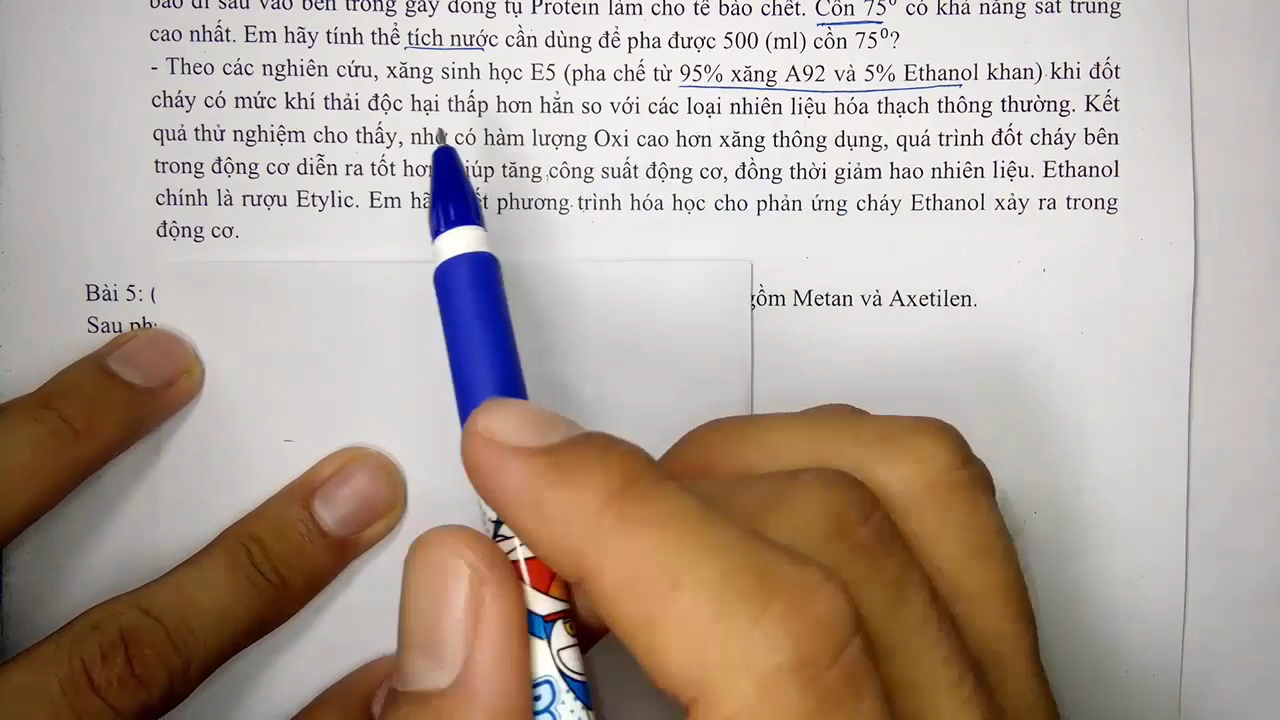 bào đi sâu vào bên trong gây đông tụ Protein làm cho tế bào chết. Cồn 75⁰ có khả năng sát trùng
cao nhất. Em hãy tính thể tích nước cần dùng để pha được 500 (ml) cồn 75⁰?
- Theo các nghiên cứu, xăng sinh học E5 (pha chế từ 95% xăng A92 và 5% Ethanol khan) khi đốt
cháy có mức khí thải độc hại thấp hơn hẳn so với các loại nhiên liệu hóa thạch thông thường. Kết
quả thử nghiệm cho thấy, nhờ có hàm lượng Oxi cao hơn xăng thông dụng, quá trình đốt cháy bên
trong động cơ diễn ra tốt hơn giúp tăng công suất động cơ, đồng thời giảm hao nhiên liệu. Ethanol
chính là rượu Etylic. Em phương trình hóa học cho phản ứng cháy Ethanol xảy ra trong
động cơ.
Bài 5: ( gồm Metan và Axetilen.
Sau